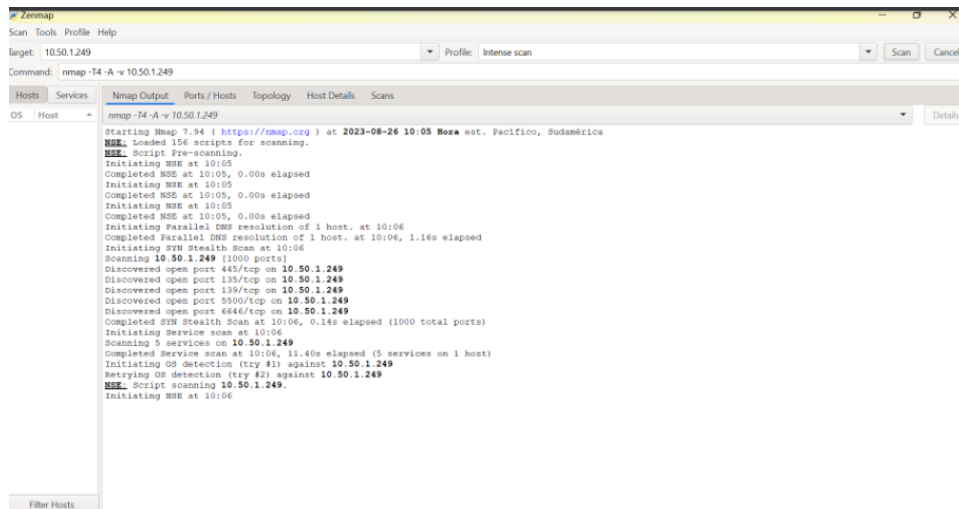 Zenmap
Scan Tools Profile Help
Target: 10.50.1.249 Profile: Intense scan Scan Cancel
Command: nmap -T4 -A -v 10.50.1.249
Hosts Services Nmap Output Ports / Hosts Topology Host Details Scans
OS Host nmap -T4 -A -v 10.50.1.249 Details
Starting Nmap 7.94 ( https://nmap.org ) at 2023-08-26 10:05 Hora est. Pacífico, Sudamérica
NSE: Loaded 156 scripts for scanning.
NSE: Script Pre-scanning.
Initiating NSE at 10:05
Completed NSE at 10:05, 0.00s elapsed
Initiating NSE at 10:05
Completed NSE at 10:05, 0.00s elapsed
Initiating NSE at 10:05
Completed NSE at 10:05, 0.00s elapsed
Initiating Parallel DNS resolution of 1 host. at 10:06
Completed Parallel DNS resolution of 1 host. at 10:06, 1.16s elapsed
Initiating SYN Stealth Scan at 10:06
Scanning 10.50.1.249 [1000 ports]
Discovered open port 445/tcp on 10.50.1.249
Discovered open port 135/tcp on 10.50.1.249
Discovered open port 139/tcp on 10.50.1.249
Discovered open port 5500/tcp on 10.50.1.249
Discovered open port 6646/tcp on 10.50.1.249
Completed SYN Stealth Scan at 10:06, 0.14s elapsed (1000 total ports)
Initiating Service scan at 10:06
Scanning 5 services on 10.50.1.249
Completed Service scan at 10:06, 11.40s elapsed (5 services on 1 host)
Initiating OS detection (try #1) against 10.50.1.249
Retrying OS detection (try #2) against 10.50.1.249
NSE: Script scanning 10.50.1.249.
Initiating NSE at 10:06
Filter Hosts